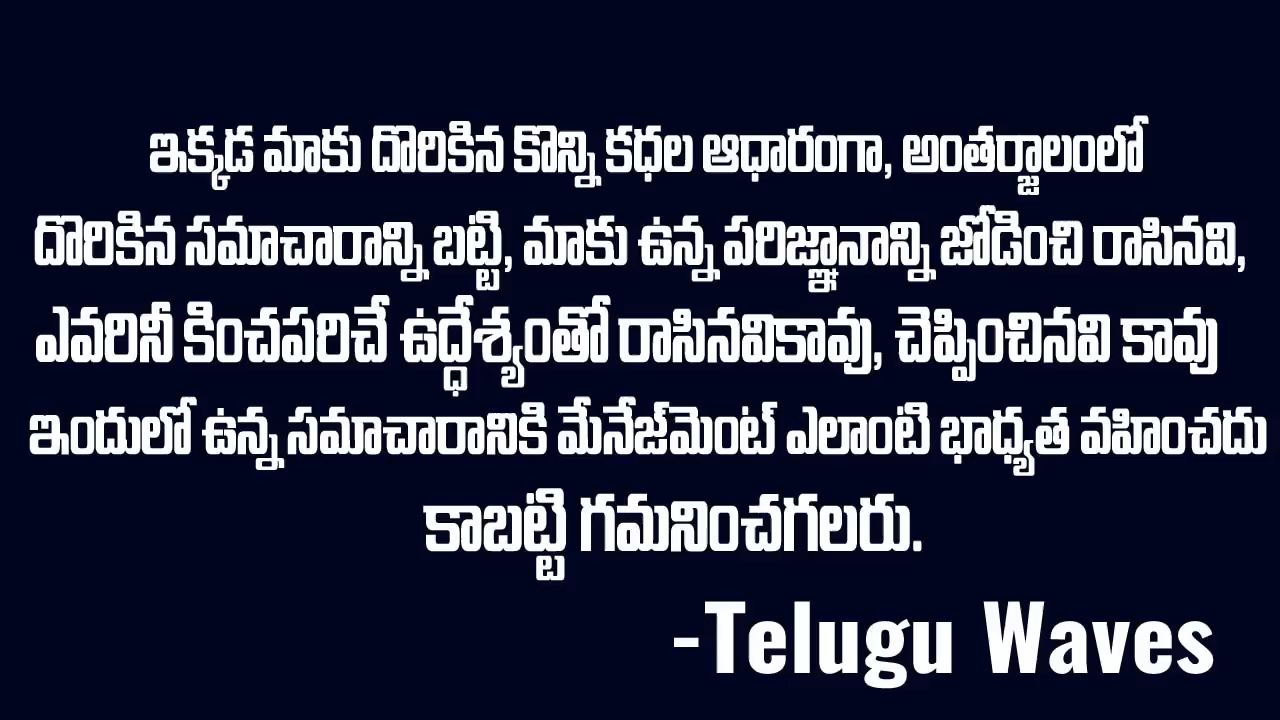 ఇక్కడ మాకు దొరికిన కొన్ని కధల ఆధారంగా, అంతర్జాలంలో
దొరికిన సమాచారాన్ని బట్టి, మాకు ఉన్న పరిజ్ఞానాన్ని జోడించి రాసినవి,
ఎవరినీ కించపరిచే ఉద్ధేశ్యంతో రాసినవికావు, చెప్పించినవి కావు
ఇందులో ఉన్న సమాచారానికి మేనేజ్‌మెంట్ ఎలాంటి భాధ్యత వహించదు
కాబట్టి గమనించగలరు.
-Telugu Waves